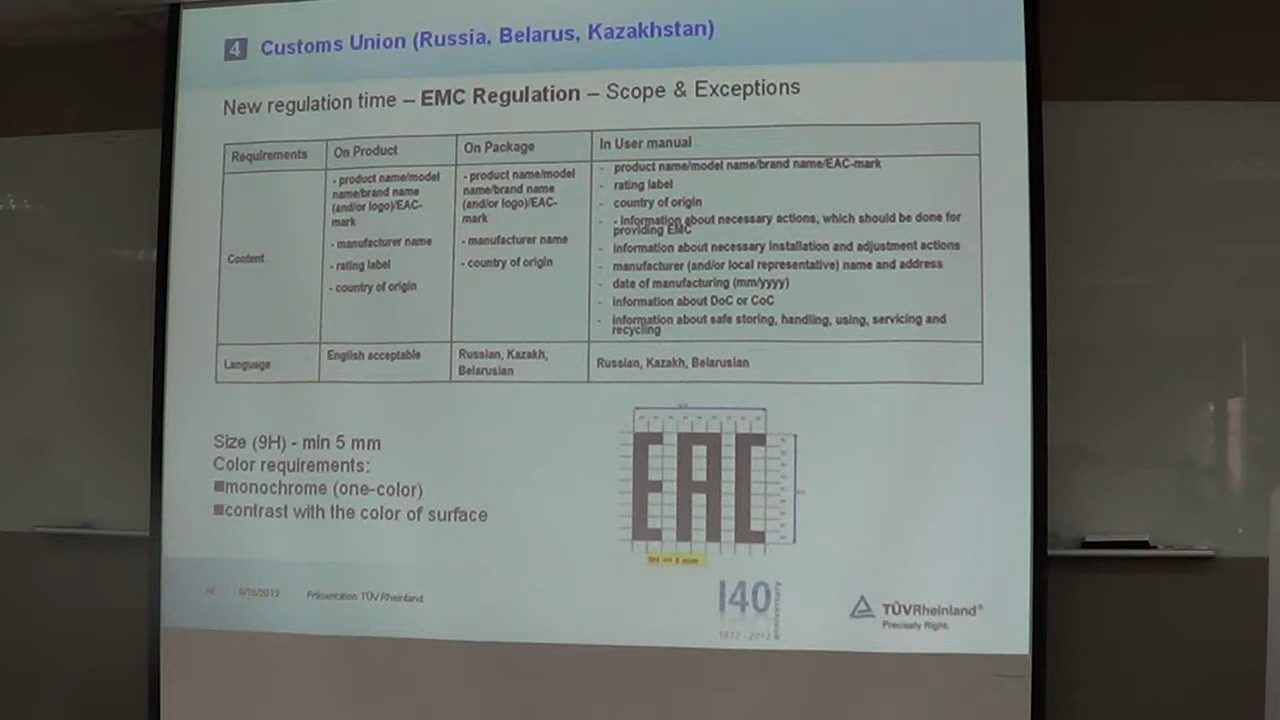 4 Customs Union (Russia, Belarus, Kazakhstan)
New regulation time – EMC Regulation – Scope & Exceptions
Requirements
On Product
On Package
In User manual
Content
- product name/model
name/brand name
(and/or logo)/EAC-
mark
- manufacturer name
- rating label
- country of origin
- product name/model
name/brand name
(and/or logo)/EAC-
mark
- manufacturer name
- country of origin
- product name/model name/brand name/EAC-mark
- rating label
- country of origin
- - Information about necessary actions, which should be done for
providing EMC
- information about necessary installation and adjustment actions
- manufacturer (and/or local representative) name and address
- date of manufacturing (mm/yyyy)
- information about DoC or CoC
- information about safe storing, handling, using, servicing and
recycling
Language
English acceptable
Russian, Kazakh,
Belarusian
Russian, Kazakh, Belarusian
Size (9H) - min 5 mm
Color requirements:
■monochrome (one-color)
■contrast with the color of surface
EAC
Präsentation TÜV Rheinland
140
anniversary
1872 - 2012
TÜVRheinland®
Precisely Right.